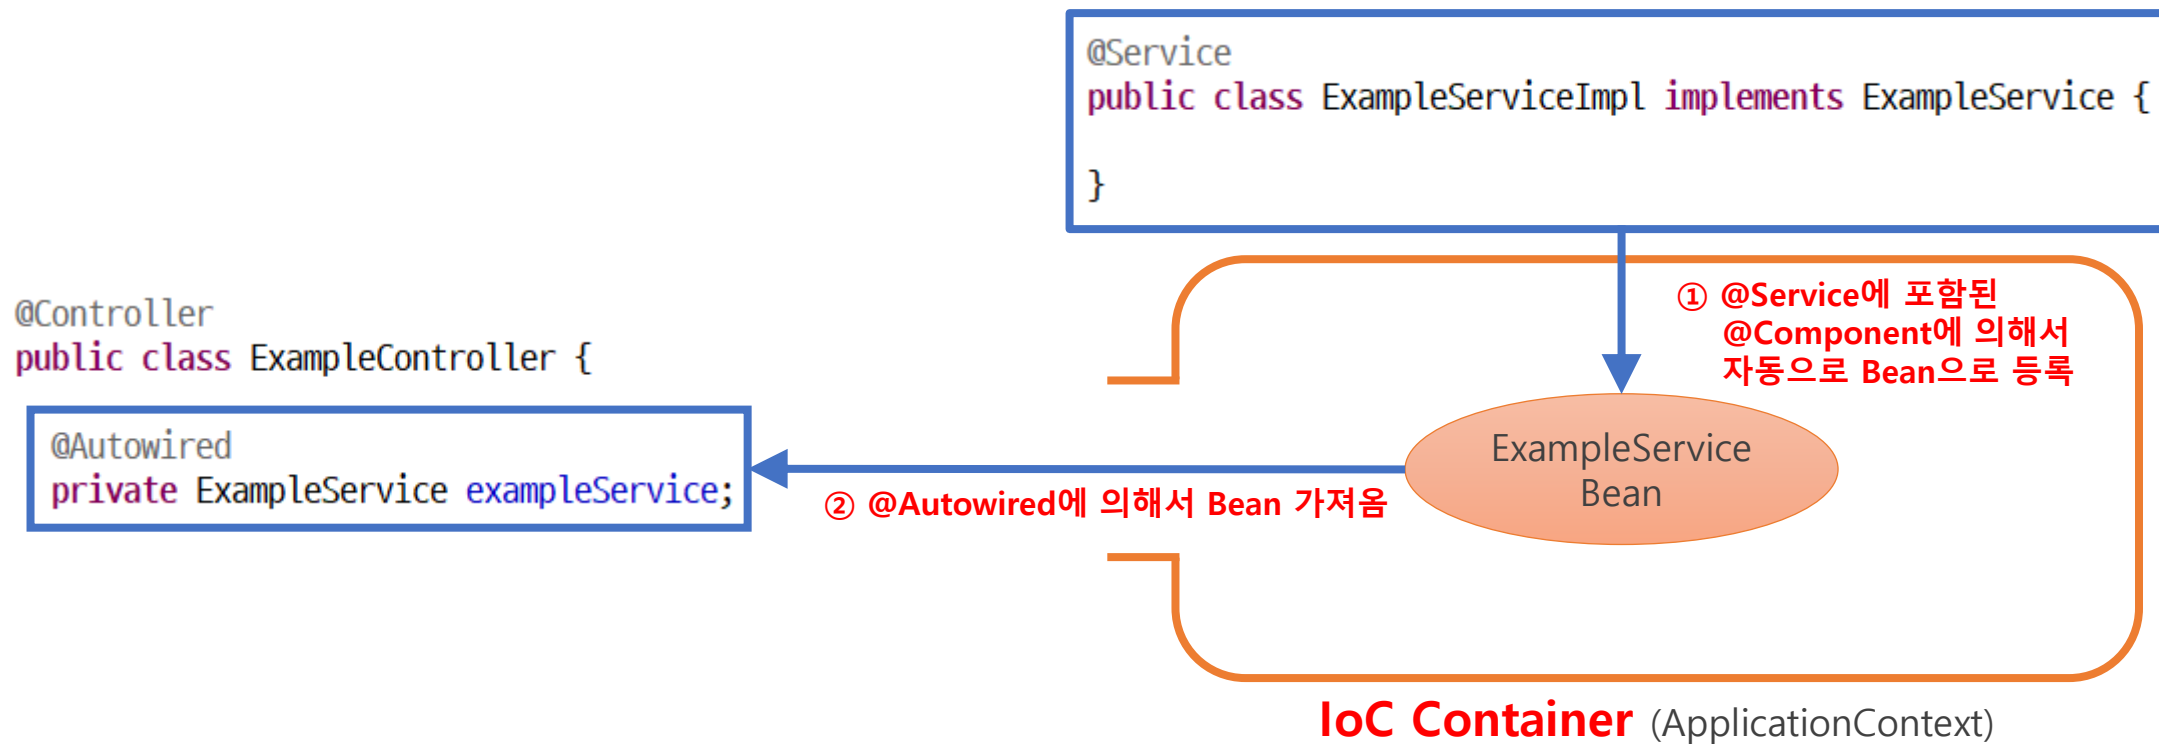 @Service
public class ExampleServiceImpl implements ExampleService {
}
@Controller
public class ExampleController {
@Autowired
private ExampleService exampleService;
① @Service에 포함된
@Component에 의해서
자동으로 Bean으로 등록
ExampleService
Bean
② @Autowired에 의해서 Bean 가져옴
IoC Container (ApplicationContext)